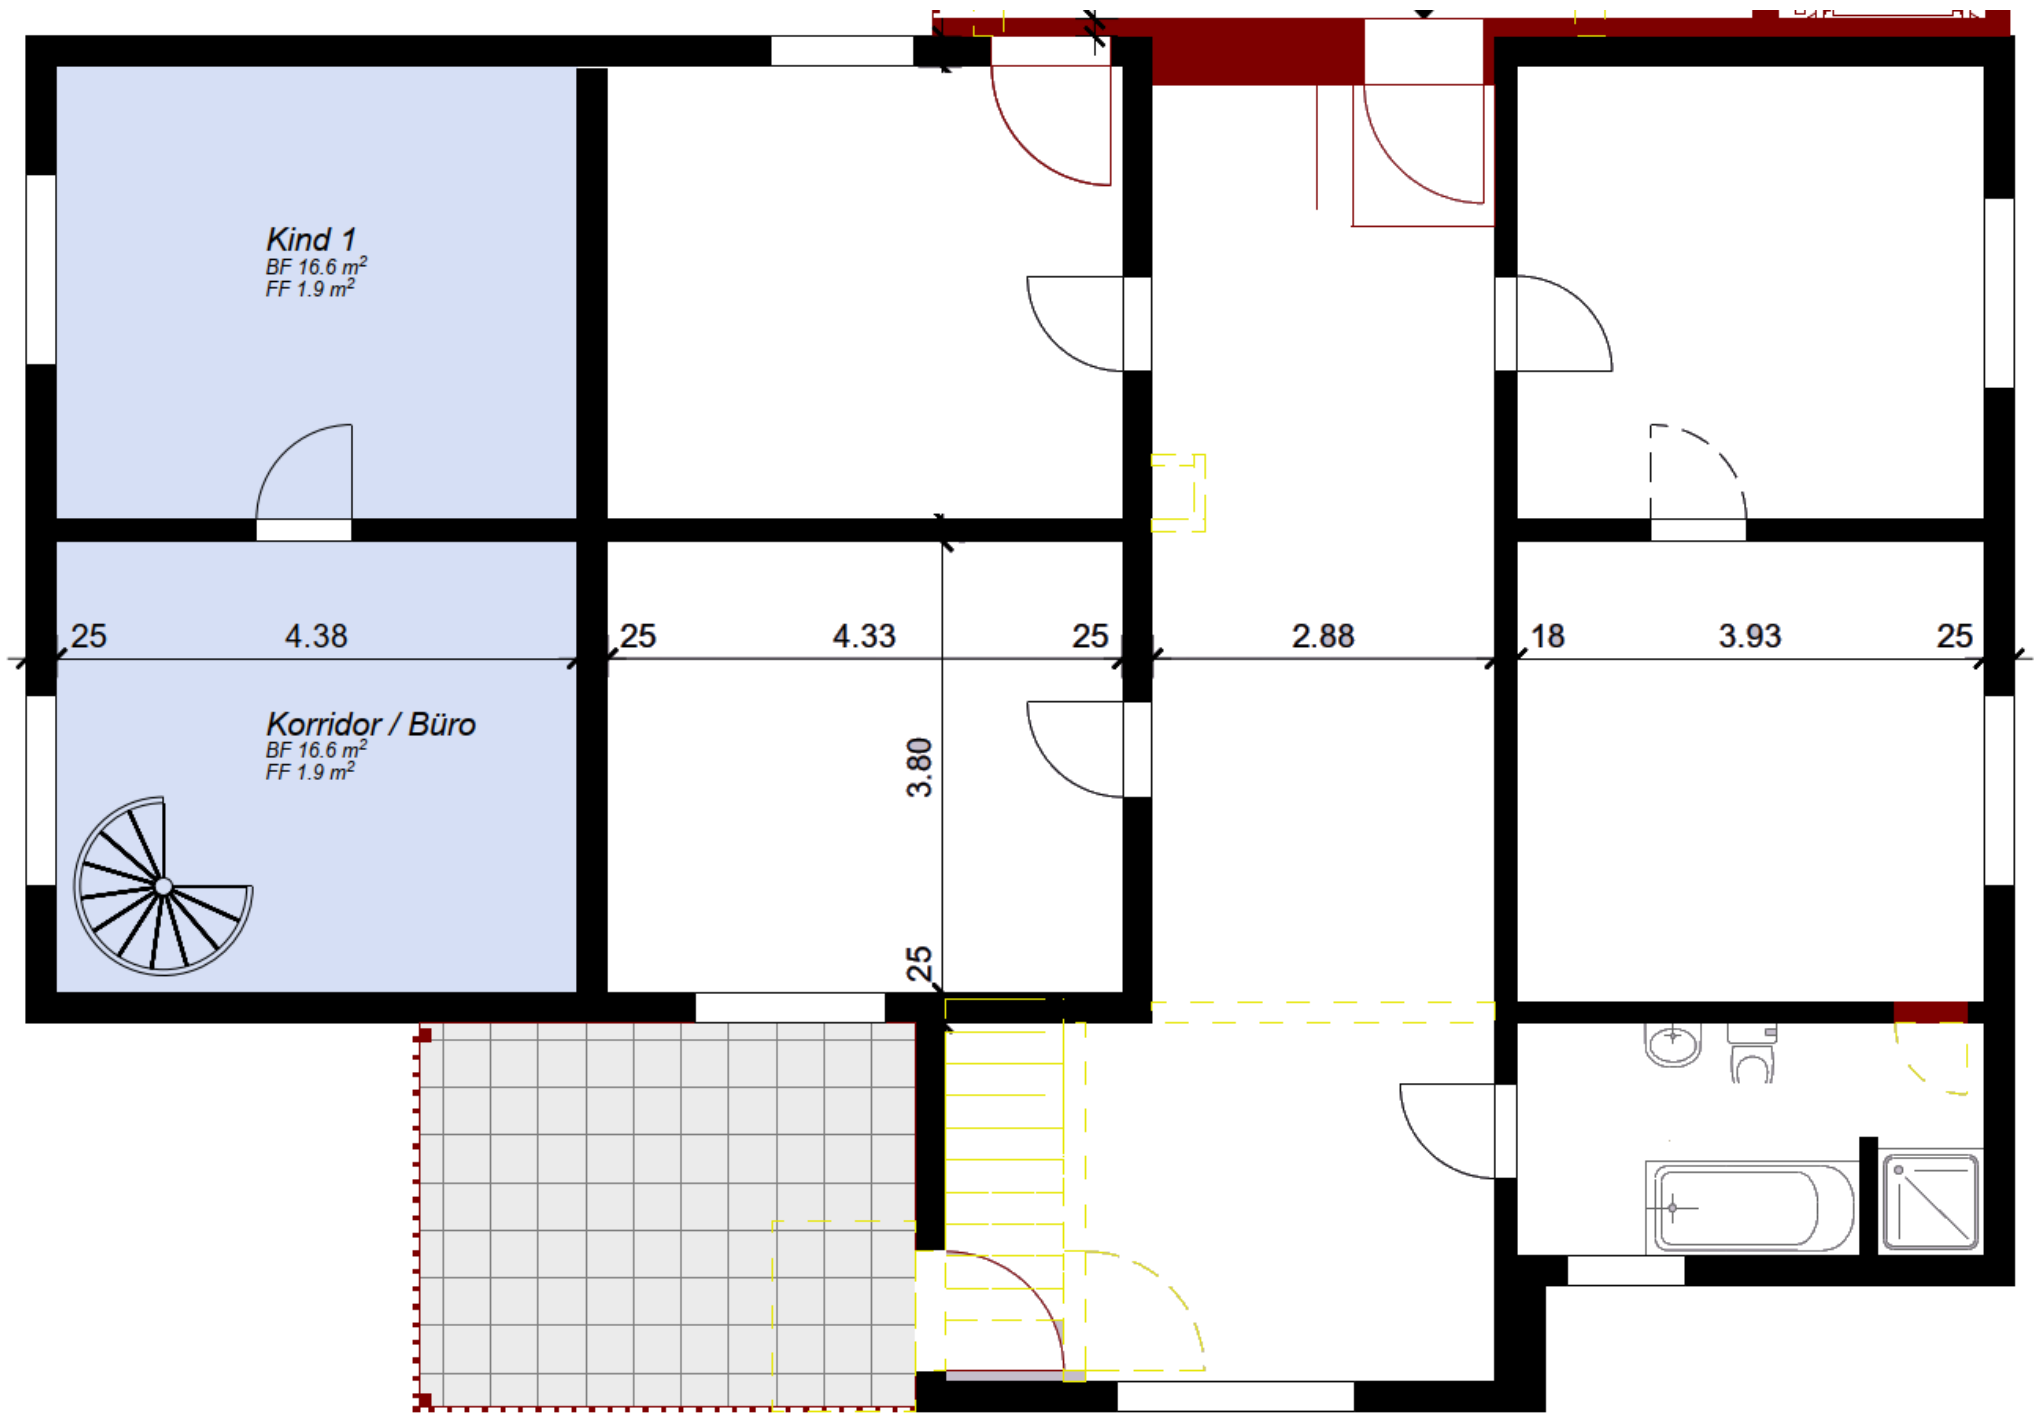 Kind 1
BF 16.6 m²
FF 1.9 m²
25 4.38 25 4.33 25 2.88 18 3.93 25
Korridor / Büro
BF 16.6 m²
FF 1.9 m²
3.80
25